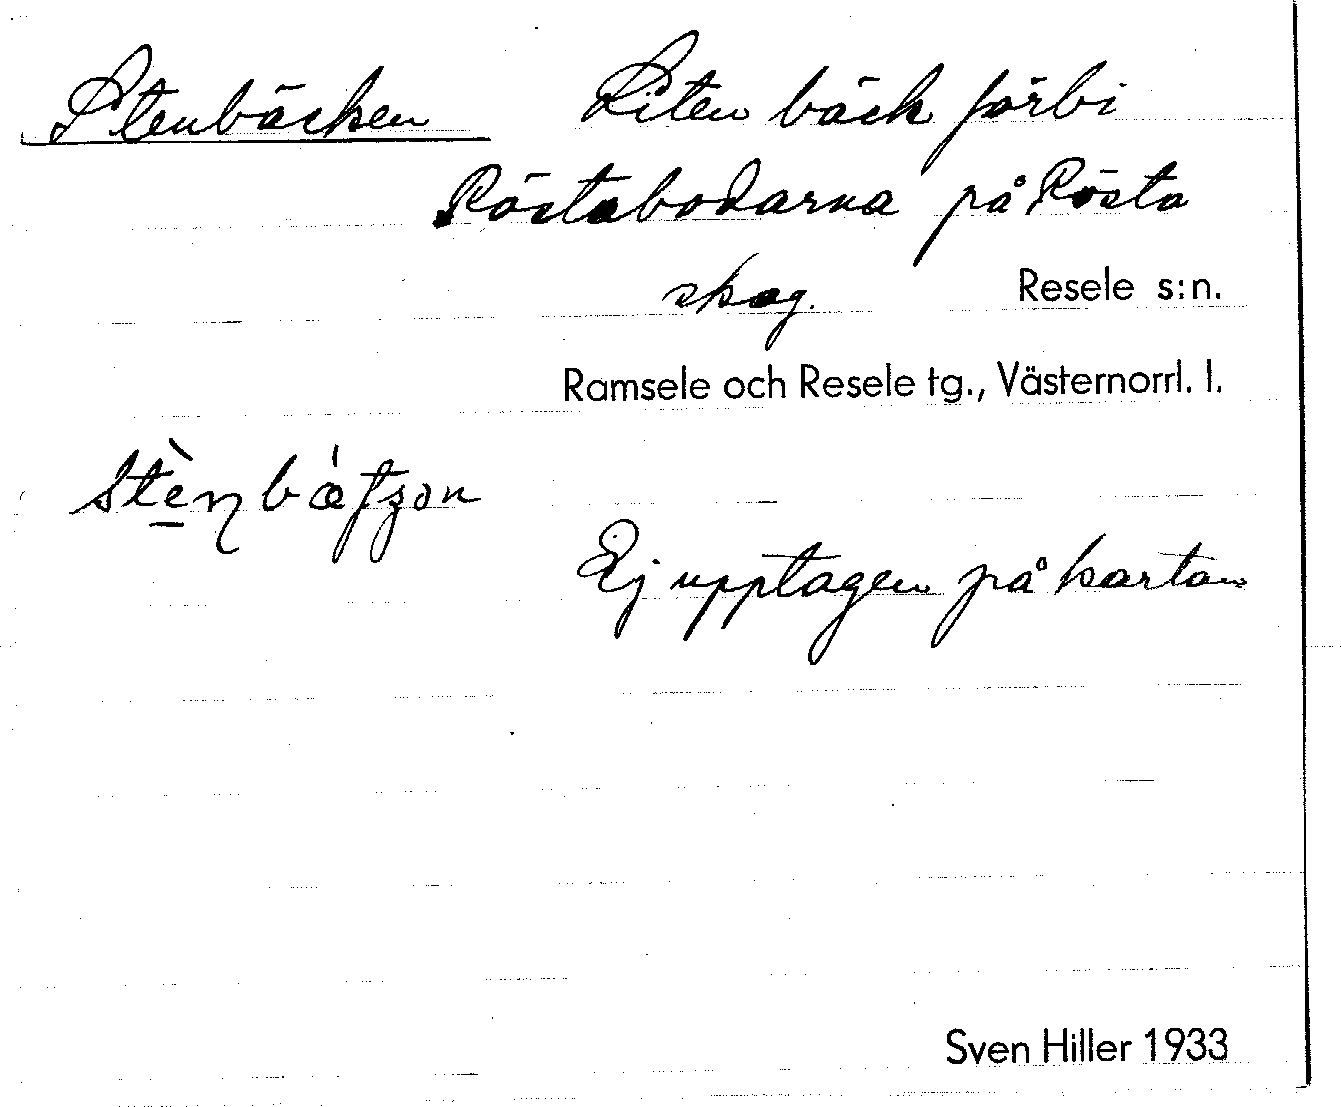 Stenbäcken Liten bäck förbi
Röstabodarna på Rösta
skog. Resele s:n.
Ramsele och Resele tg., Västernorrl. l.
Ej upptagen på kartan
Sven Hiller 1933